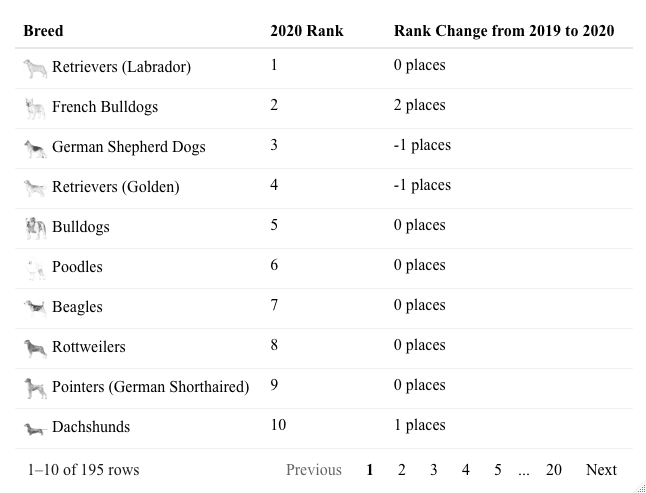 Breed 2020 Rank Rank Change from 2019 to 2020
Retrievers (Labrador) 1 0 places
French Bulldogs 2 2 places
German Shepherd Dogs 3 -1 places
Retrievers (Golden) 4 -1 places
Bulldogs 5 0 places
Poodles 6 0 places
Beagles 7 0 places
Rottweilers 8 0 places
Pointers (German Shorthaired) 9 0 places
Dachshunds 10 1 places
1–10 of 195 rows Previous 1 2 3 4 5 ... 20 Next